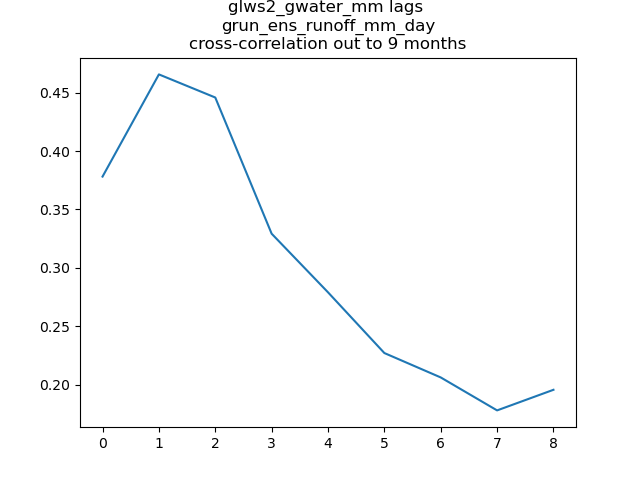 glws2_gwater_mm lags
grun_ens_runoff_mm_day
cross-correlation out to 9 months
0.45
0.40
0.35
0.30
0.25
0.20
0 1 2 3 4 5 6 7 8